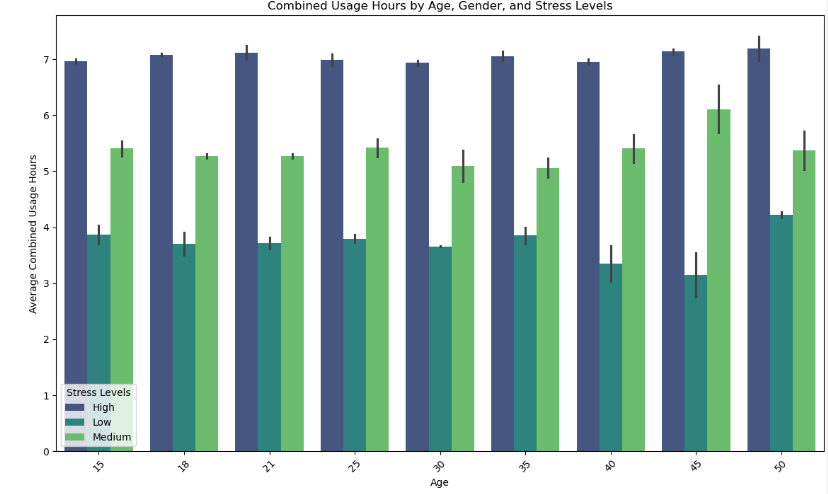 Combined Usage Hours by Age, Gender, and Stress Levels
Average Combined Usage Hours
7
6
5
4
3
2
1
0
Stress Levels
High
Low
Medium
15 18 21 25 30 35 40 45 50
Age